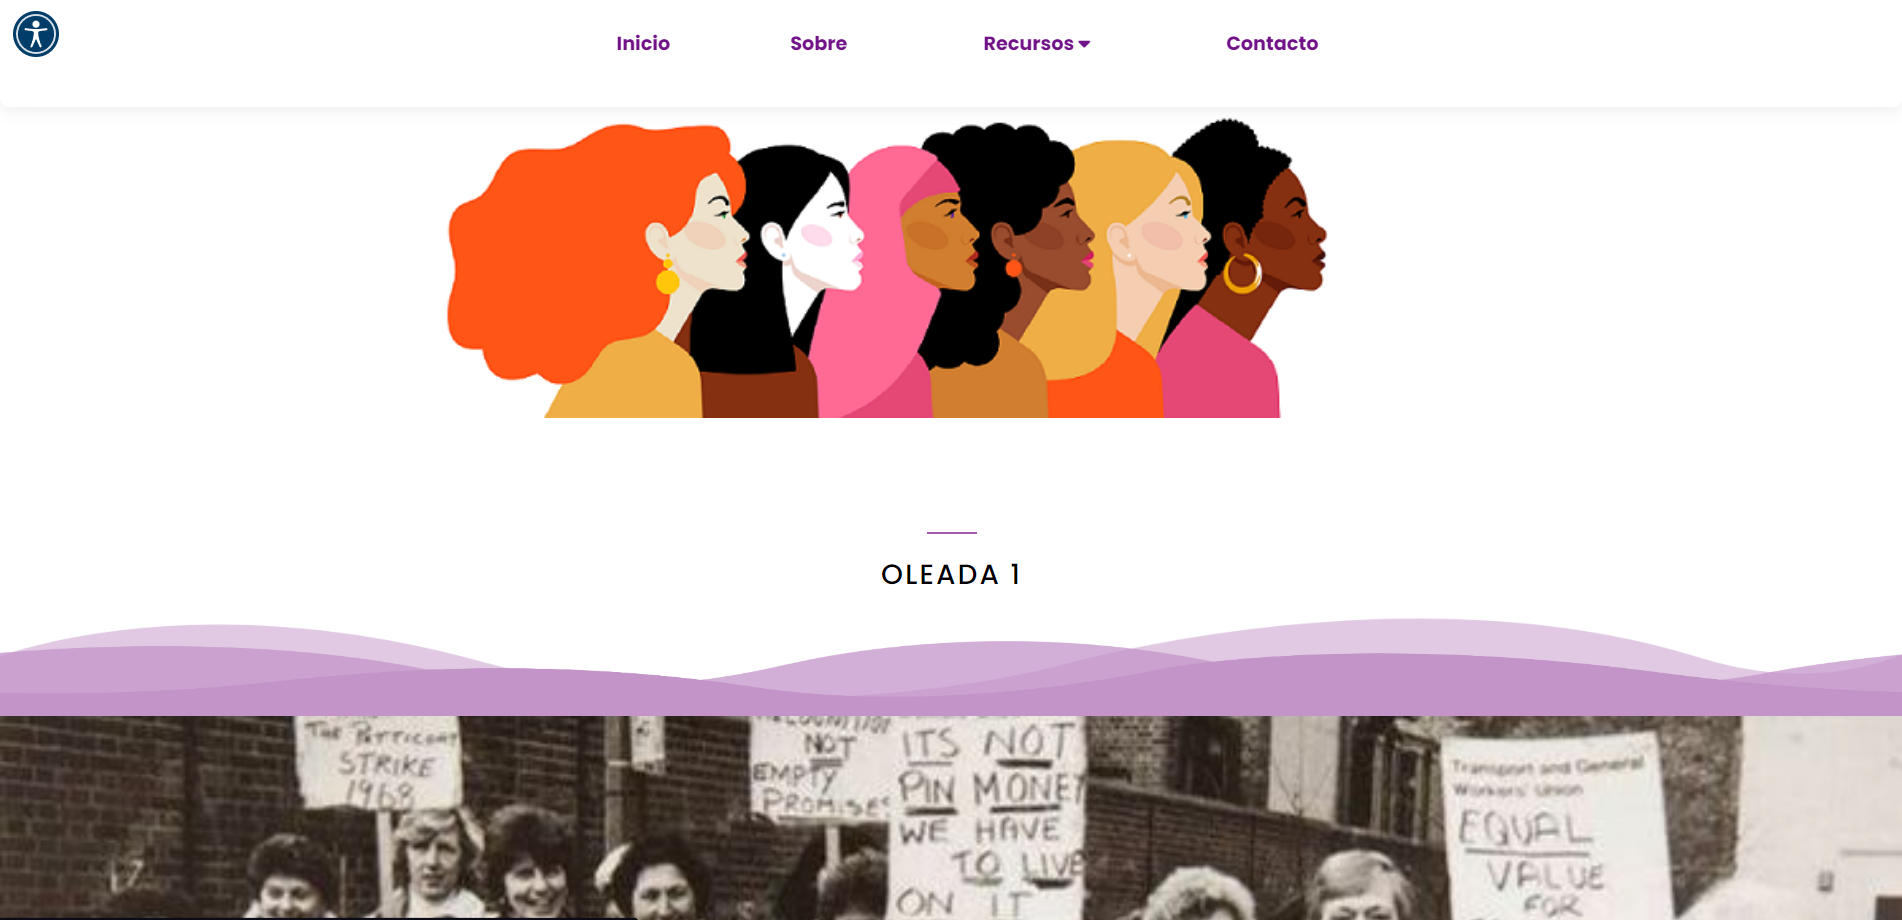 Inicio
Sobre
Recursos
Contacto
OLEADA 1
THE PETTICOAT
STRIKE
1968
NOT
EMPTY
PROMISES
ITS NOT
PIN MONEY
WE HAVE
TO LIVE
ON IT
Transport and General
Workers' Union
EQUAL
VALUE
FOR